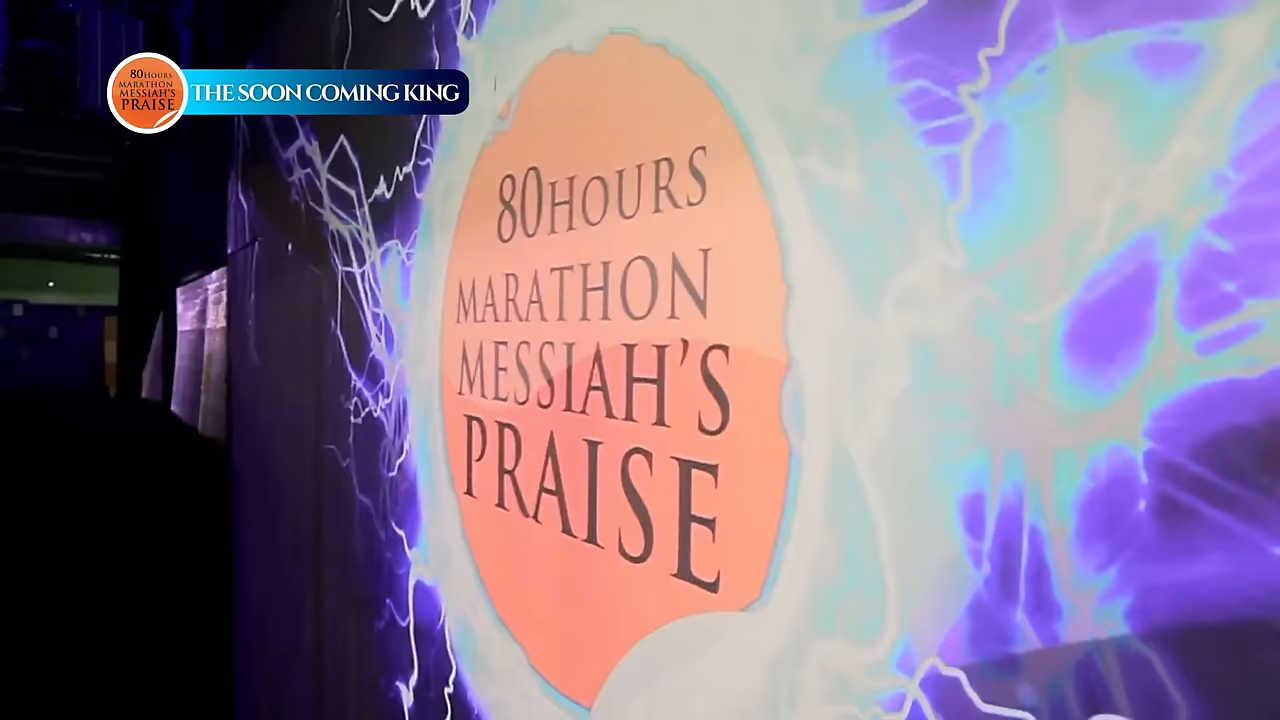 80HOURS
MARATHON
MESSIAH'S
PRAISE
THE SOON COMING KING
80HOURS
MARATHON
MESSIAH'S
PRAISE